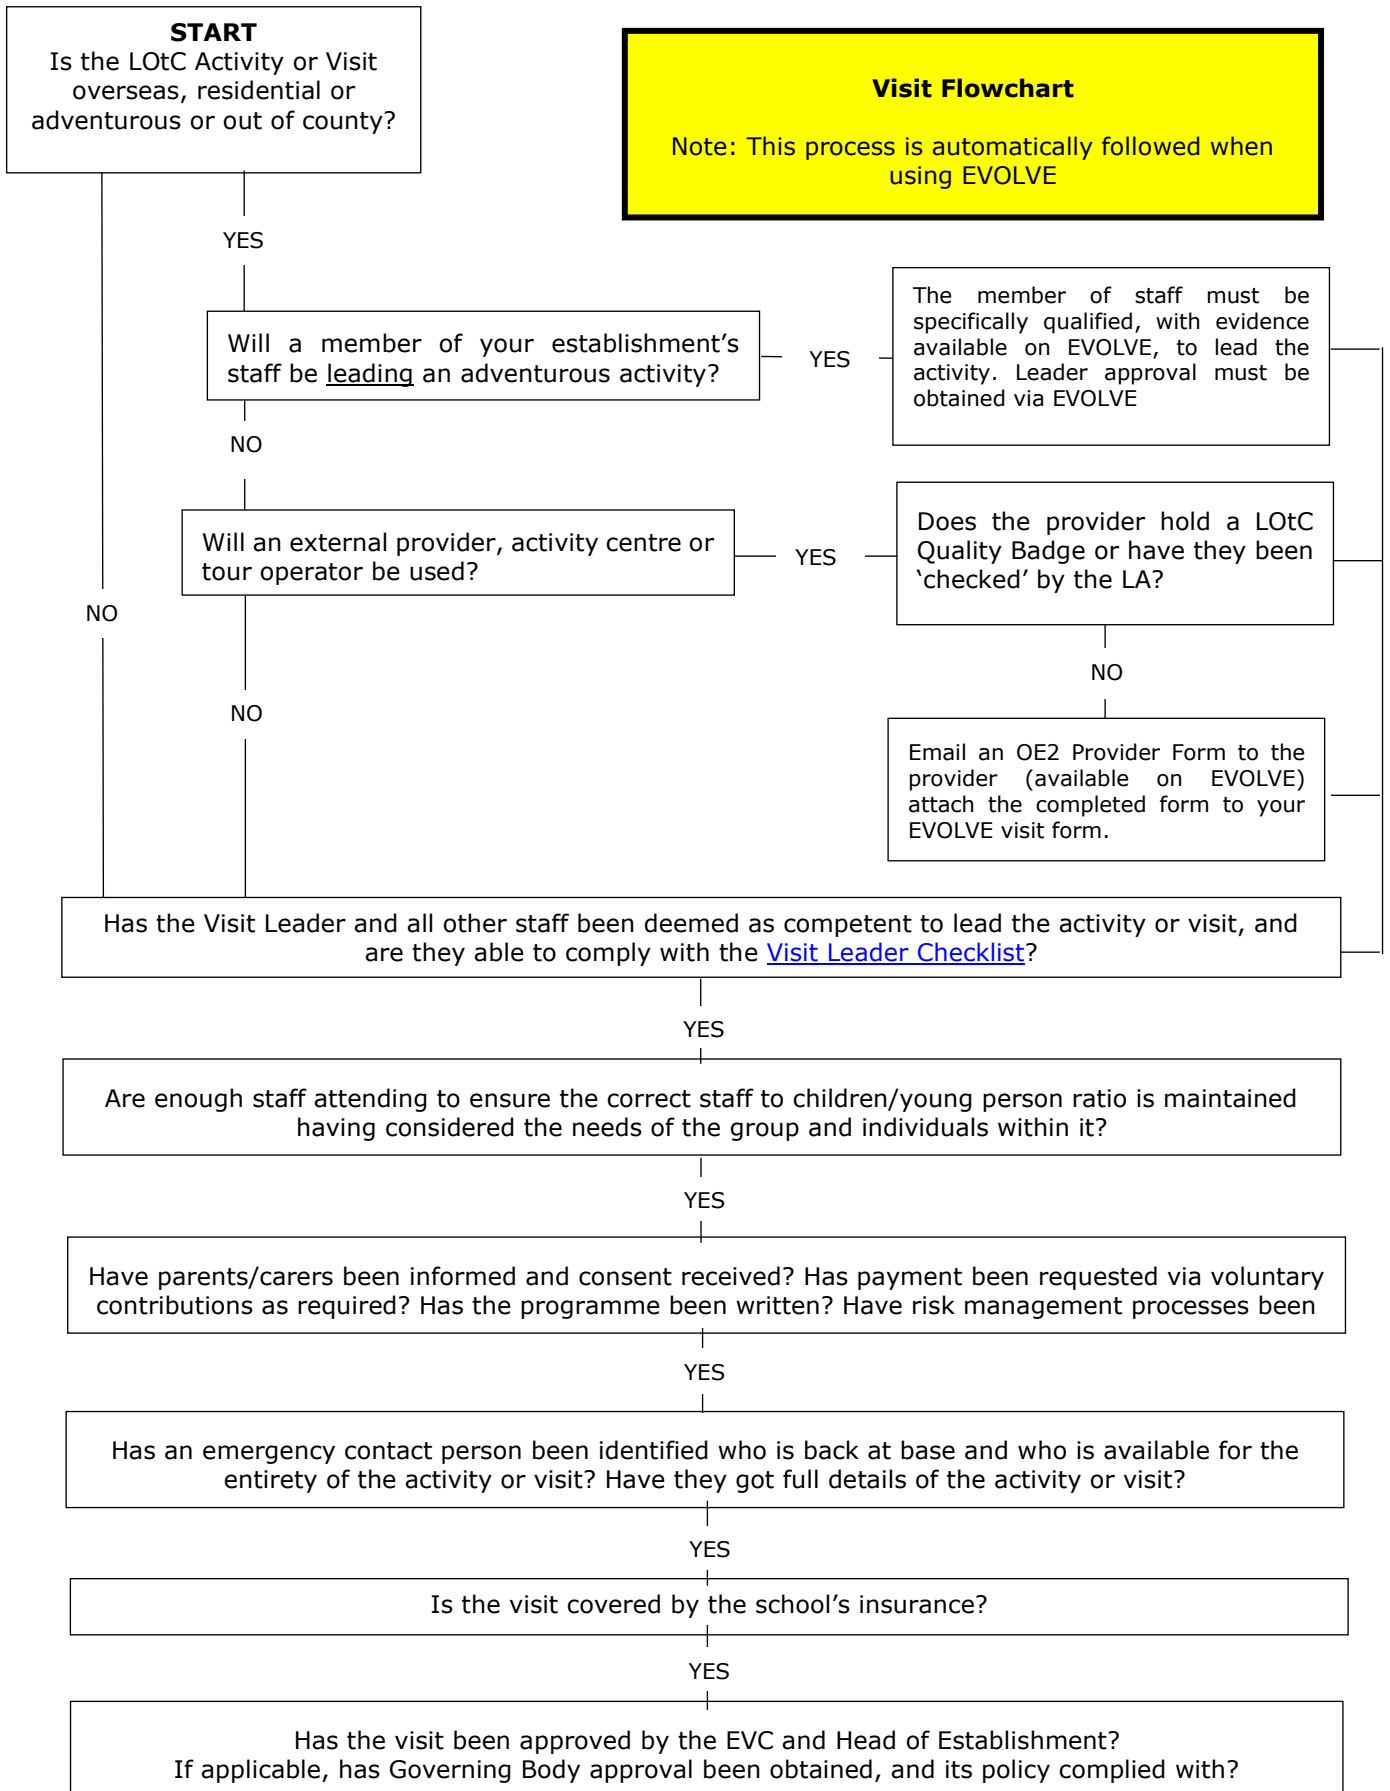 START
Is the LOtC Activity or Visit
overseas, residential or
adventurous or out of county?
Visit Flowchart
Note: This process is automatically followed when
using EVOLVE
YES
Will a member of your establishment's
staff be leading an adventurous activity?
YES
The member of staff must be
specifically qualified, with evidence
available on EVOLVE, to lead the
activity. Leader approval must be
obtained via EVOLVE
NO
Will an external provider, activity centre or
tour operator be used?
YES
Does the provider hold a LOtC
Quality Badge or have they been
‘checked’ by the LA?
NO
NO
NO
Email an OE2 Provider Form to the
provider (available on EVOLVE)
attach the completed form to your
EVOLVE visit form.
Has the Visit Leader and all other staff been deemed as competent to lead the activity or visit, and
are they able to comply with the Visit Leader Checklist?
YES
Are enough staff attending to ensure the correct staff to children/young person ratio is maintained
having considered the needs of the group and individuals within it?
YES
Have parents/carers been informed and consent received? Has payment been requested via voluntary
contributions as required? Has the programme been written? Have risk management processes been
YES
Has an emergency contact person been identified who is back at base and who is available for the
entirety of the activity or visit? Have they got full details of the activity or visit?
YES
Is the visit covered by the school's insurance?
YES
Has the visit been approved by the EVC and Head of Establishment?
If applicable, has Governing Body approval been obtained, and its policy complied with?